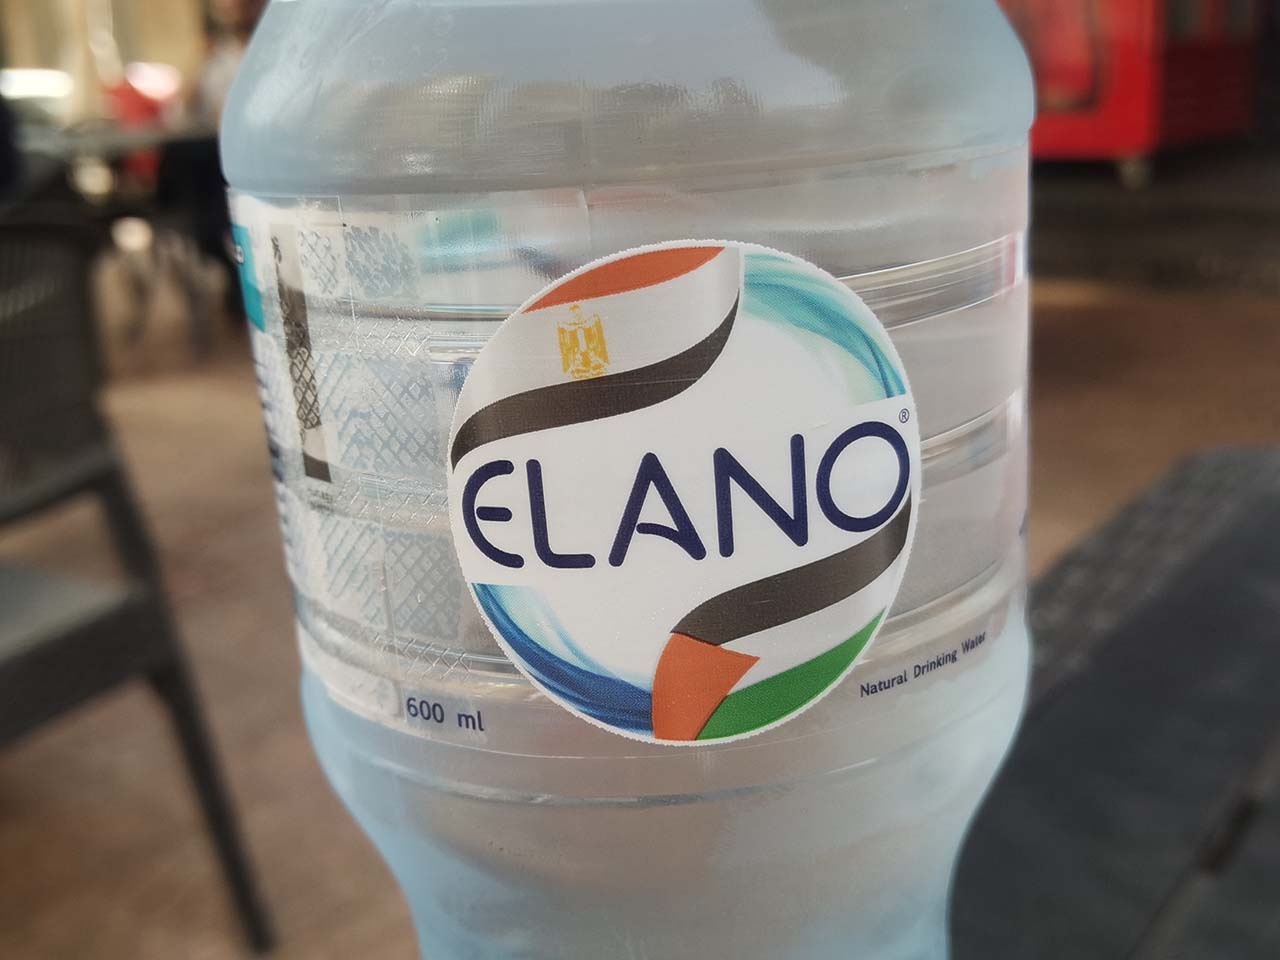 ELANO®
600 ml
Natural Drinking Water